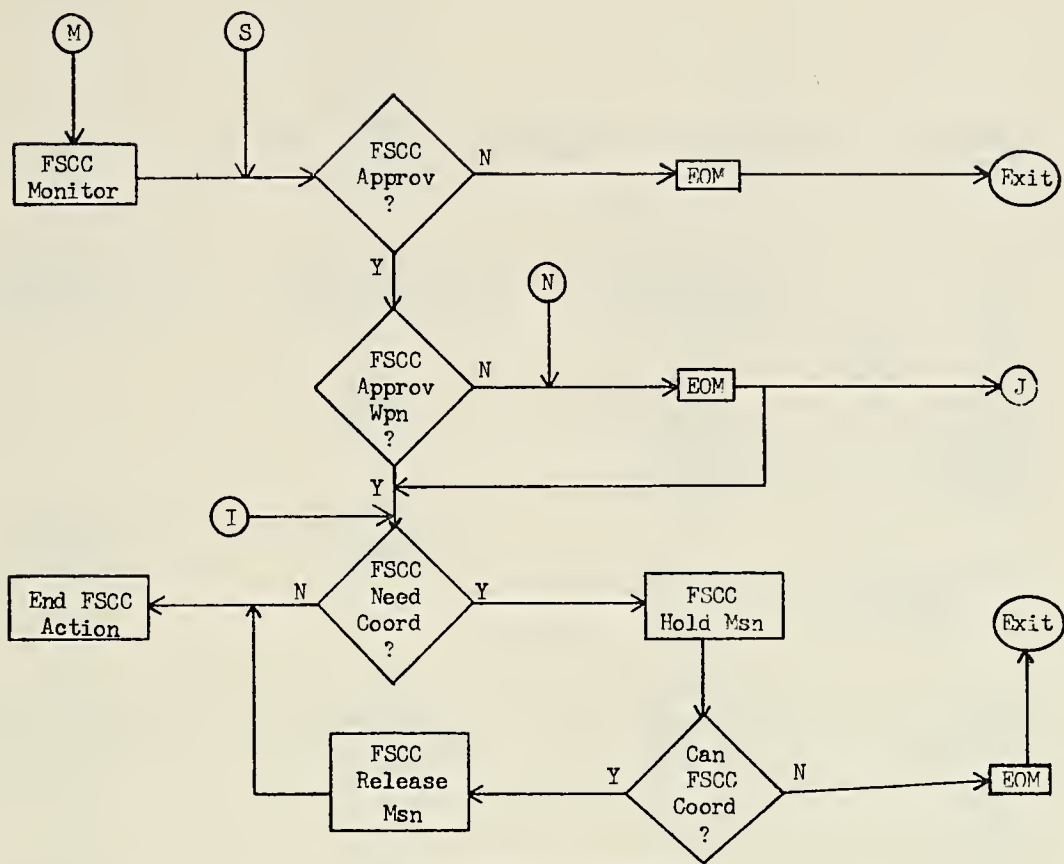 M
S
FSCC
Monitor
FSCC
Approv
?
N
EOM
Exit
Y
N
FSCC
Approv
Wpn
?
N
EOM
J
Y
I
FSCC
Need
Coord
?
N
Y
End FSCC
Action
FSCC
Hold Msn
Exit
FSCC
Release
Msn
Y
Can
FSCC
Coord
?
N
EOM